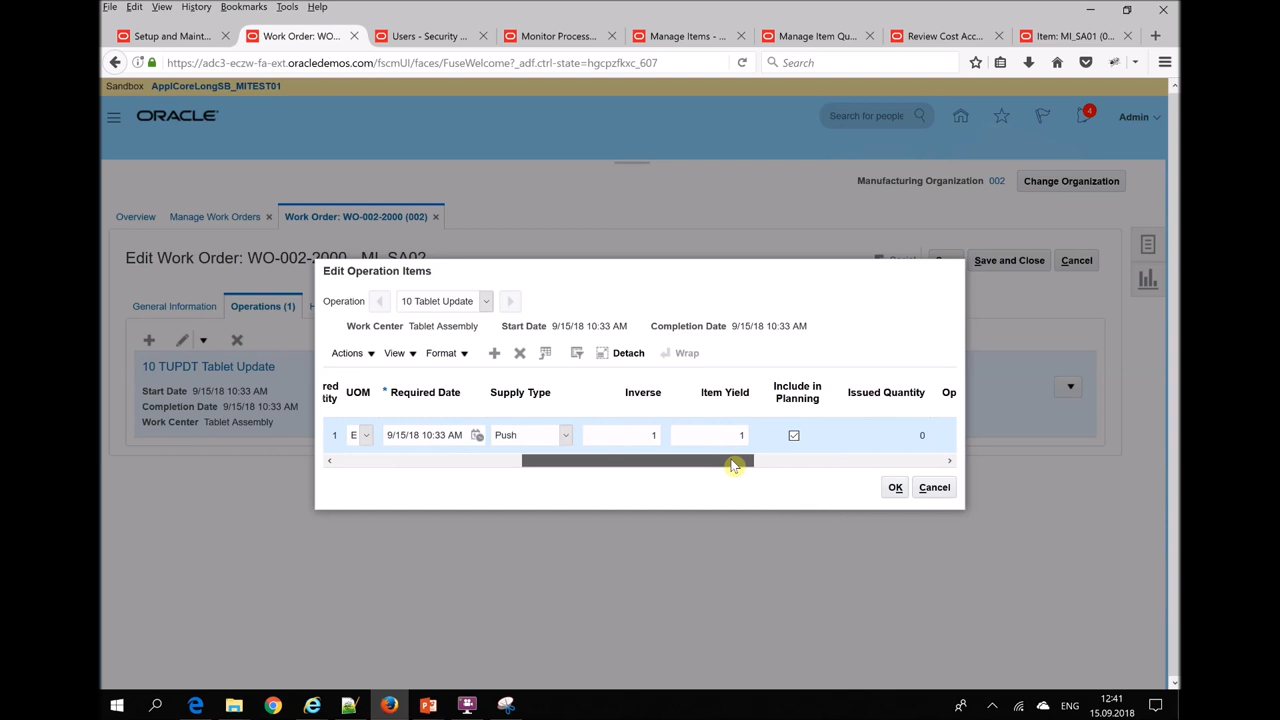 File Edit View History Bookmarks Tools Help
Setup and Maint... Work Order: WO... Users - Security ... Monitor Process... Manage Items - ... Manage Item Qu... Review Cost Acc... Item: MI_SA01 (0...
https://adc3-eczw-fa-ext.oracledemos.com/fscmUI/faces/FuseWelcome?_adf.ctrl-state=hgcpzfkxc_607 Search
Sandbox ApplCoreLongSB_MITEST01
ORACLE Search for people 4 Admin
Manufacturing Organization 002 Change Organization
Overview Manage Work Orders Work Order: WO-002-2000 (002)
Edit Work Order: WO-002-2000 - MI_SA02 Save and Close Cancel
Edit Operation Items
General Information Operations (1)
Operation 10 Tablet Update
Work Center Tablet Assembly Start Date 9/15/18 10:33 AM Completion Date 9/15/18 10:33 AM
Actions View Format Detach Wrap
10 TUPDT Tablet Update
Start Date 9/15/18 10:33 AM
Completion Date 9/15/18 10:33 AM
Work Center Tablet Assembly
red UOM * Required Date Supply Type Inverse Item Yield Include in Issued Quantity Op
tity Planning
1 E 9/15/18 10:33 AM Push 1 1 0
OK Cancel
ENG 12:41
15.09.2018